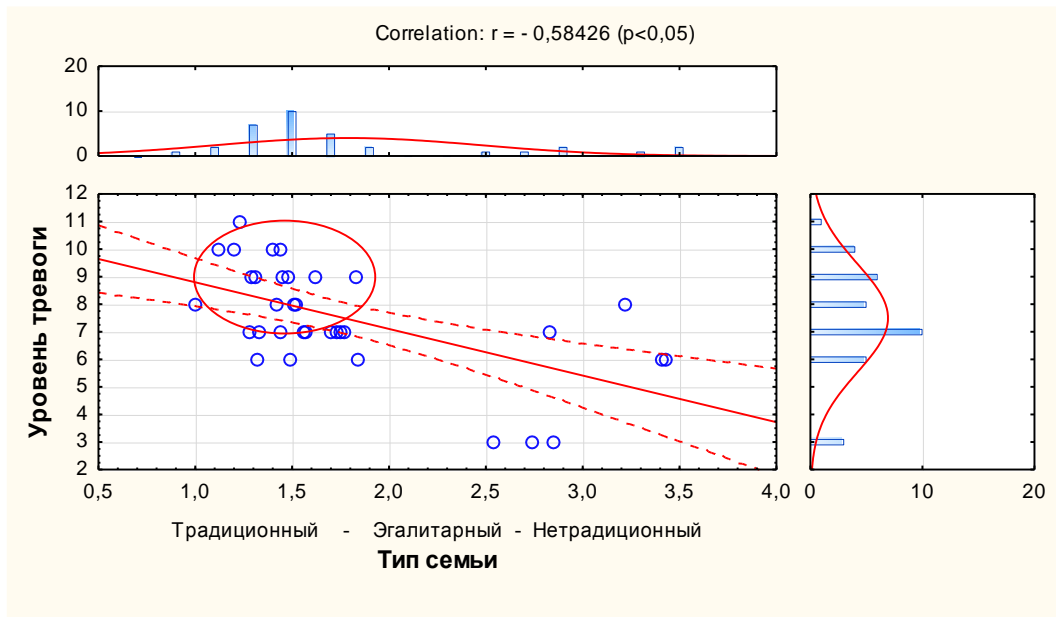 Correlation: r = - 0,58426 (p<0,05)
20
10
0
12
11
10
9
8
7
6
5
4
3
2
Уровень тревоги
0,5 1,0 1,5 2,0 2,5 3,0 3,5 4,0
0 10 20
Традиционный - Эгалитарный - Нетрадиционный
Тип семьи